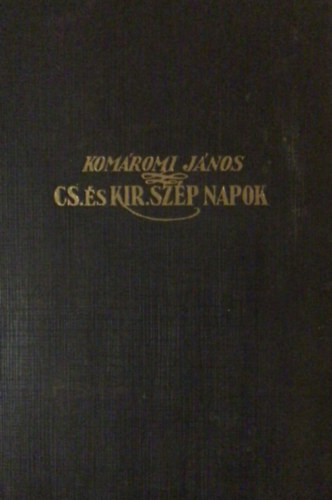 KOMÁROMI JÁNOS
CS. ÉS KIR. SZÉP NAPOK